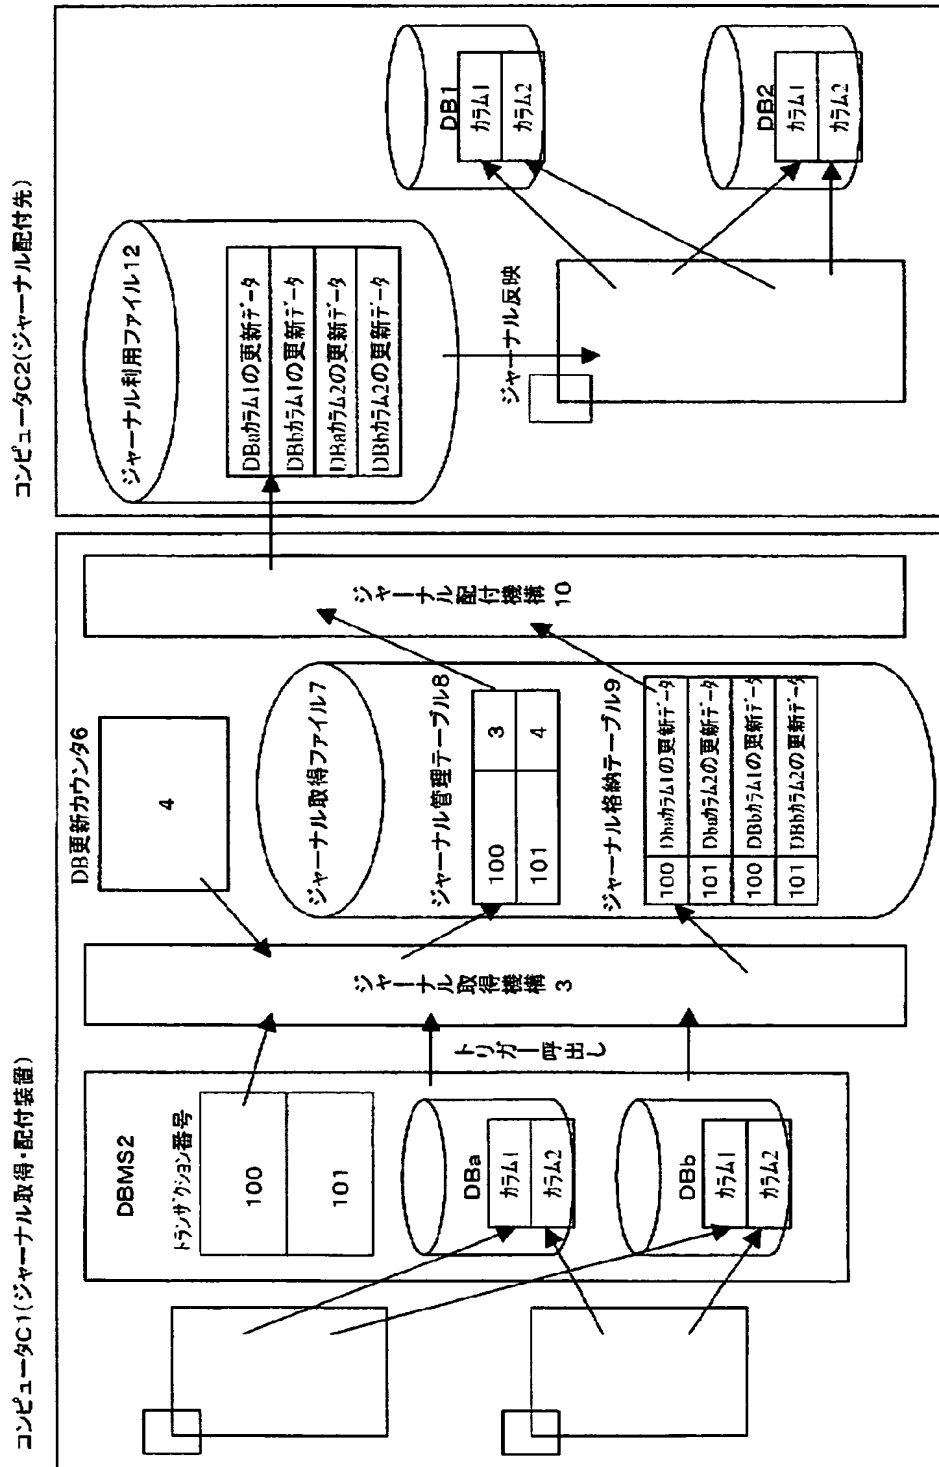 コンピュータC1(ジャーナル取得・配付装置)
DBMS2
トランザクション番号
100
101
DBa
カラム1
カラム2
DBb
カラム1
カラム2
トリガー呼出し
ジャーナル取得機構3
DB更新カウンタ6
4
ジャーナル取得ファイル7
ジャーナル管理テーブル8
100 3
101 4
ジャーナル格納テーブル9
100 Dbaカラム1の更新データ
101 Dbaカラム2の更新データ
100 DBbカラム1の更新データ
101 DBbカラム2の更新データ
ジャーナル配付機構10
コンピュータC2(ジャーナル配付先)
ジャーナル利用ファイル12
DBaカラム1の更新データ
DBbカラム1の更新データ
DBaカラム2の更新データ
DBbカラム2の更新データ
ジャーナル反映
DB1
カラム1
カラム2
DB2
カラム1
カラム2